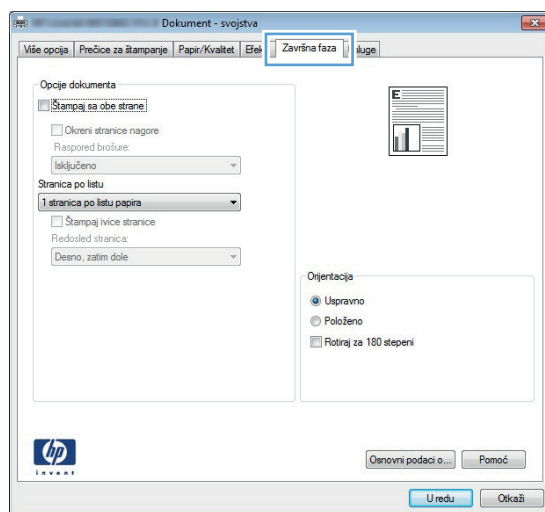 Dokument - svojstva
Više opcija Prečice za štampanje Papir/Kvalitet Završna faza
Opcije dokumenta
Štampaj sa obe strane
Okreni stranice nagore
Raspored brošure:
Isključeno
Stranica po listu
1 stranica po listu papira
Štampaj ivice stranice
Redosled stranica:
Desno, zatim dole
E
Orijentacija
Uspravno
Položeno
Rotiraj za 180 stepeni
hp
invent
Osnovni podaci o... Pomoć
U redu Otkaži